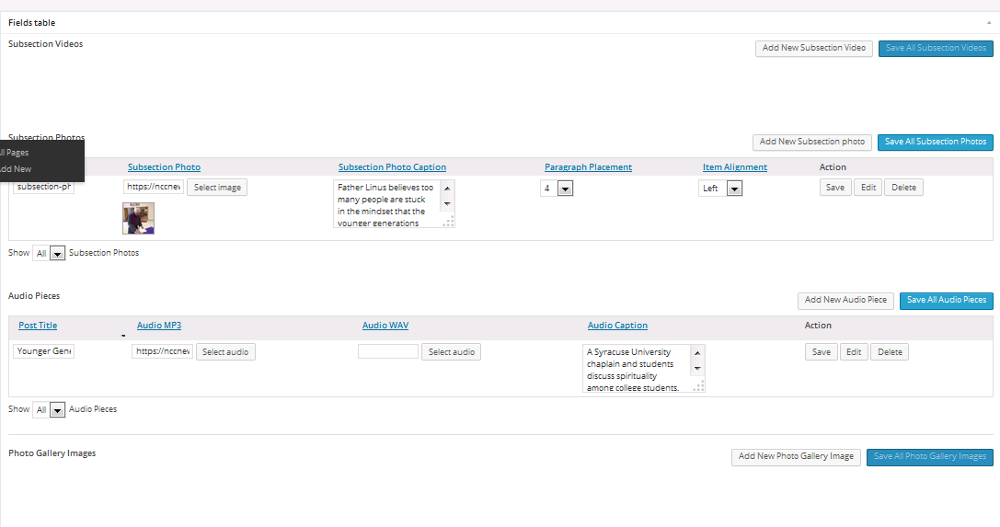 Fields table
Subsection Videos
Add New Subsection Video
Save All Subsection Videos
Subsection Photos
Add New Subsection photo
Save All Subsection Photos
ll Pages
dd New
Subsection Photo
Subsection Photo Caption
Paragraph Placement
Item Alignment
Action
subsection-ph
https://nccnew
Select image
Father Linus believes too
many people are stuck
in the mindset that the
younger generations
4
Left
Save
Edit
Delete
Show
All
Subsection Photos
Audio Pieces
Add New Audio Piece
Save All Audio Pieces
Post Title
Audio MP3
Audio WAV
Audio Caption
Action
Younger Gene
https://nccnew
Select audio
Select audio
A Syracuse University
chaplain and students
discuss spirituality
among college students.
Save
Edit
Delete
Show
All
Audio Pieces
Photo Gallery Images
Add New Photo Gallery Image
Save All Photo Gallery Images